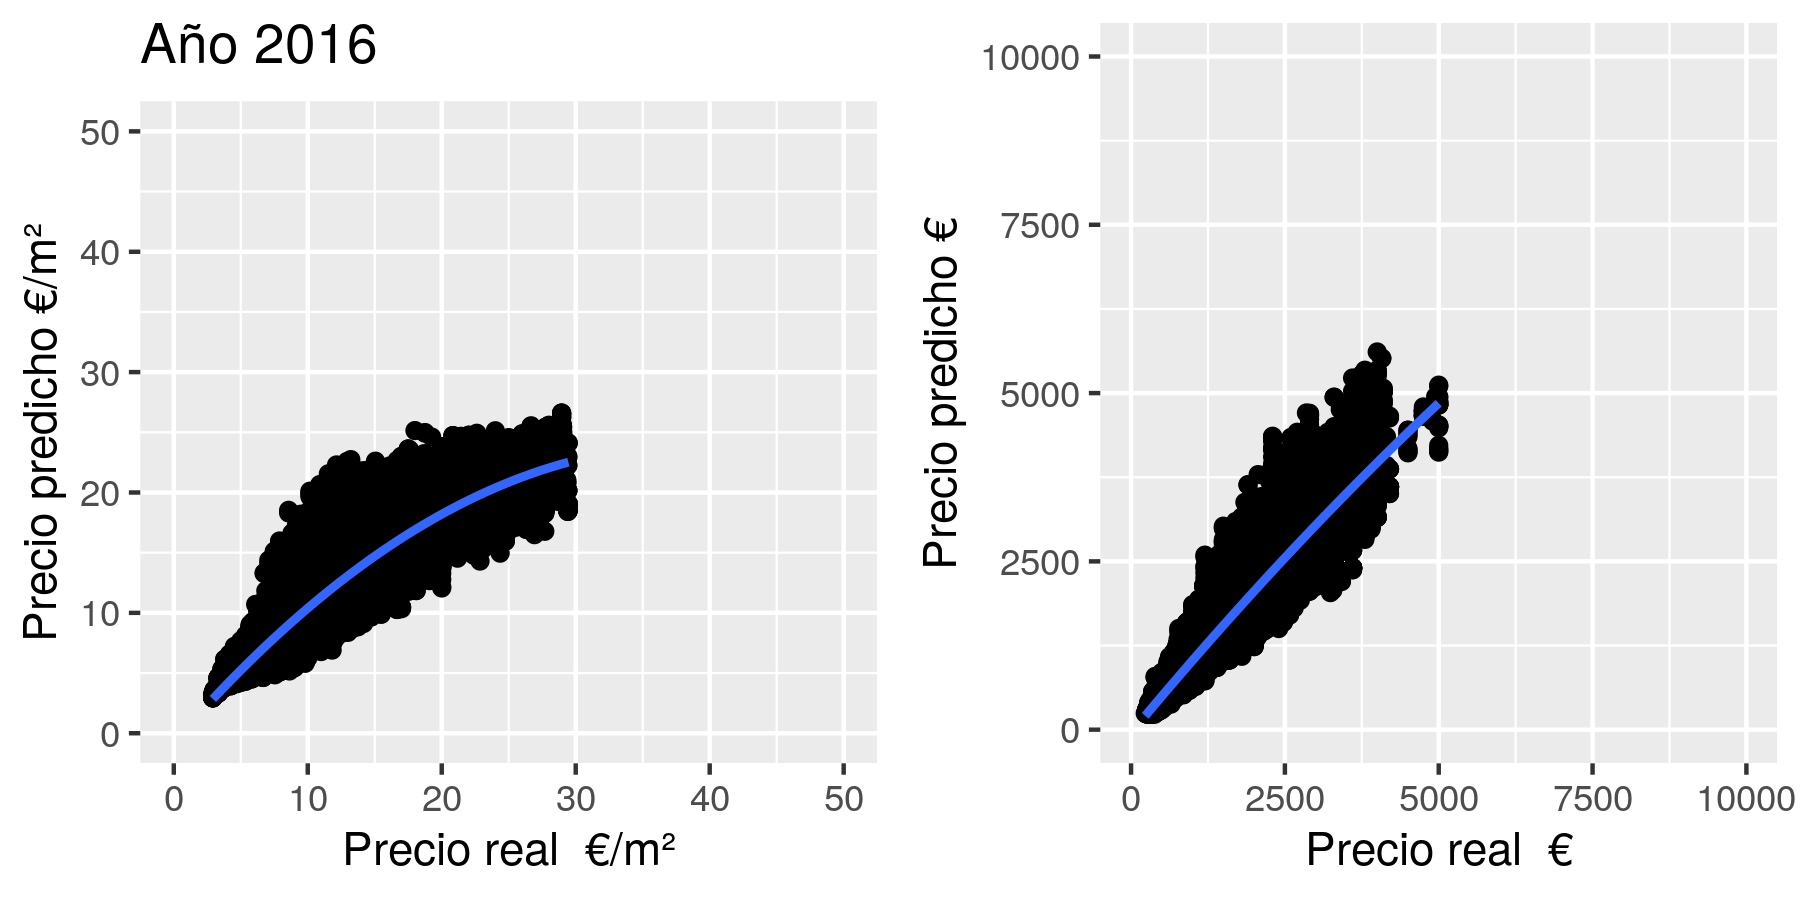 Año 2016
Precio predicho €/m²
50
40
30
20
10
0
0 10 20 30 40 50
Precio real €/m²
Precio predicho €
10000
7500
5000
2500
0
0 2500 5000 7500 10000
Precio real €